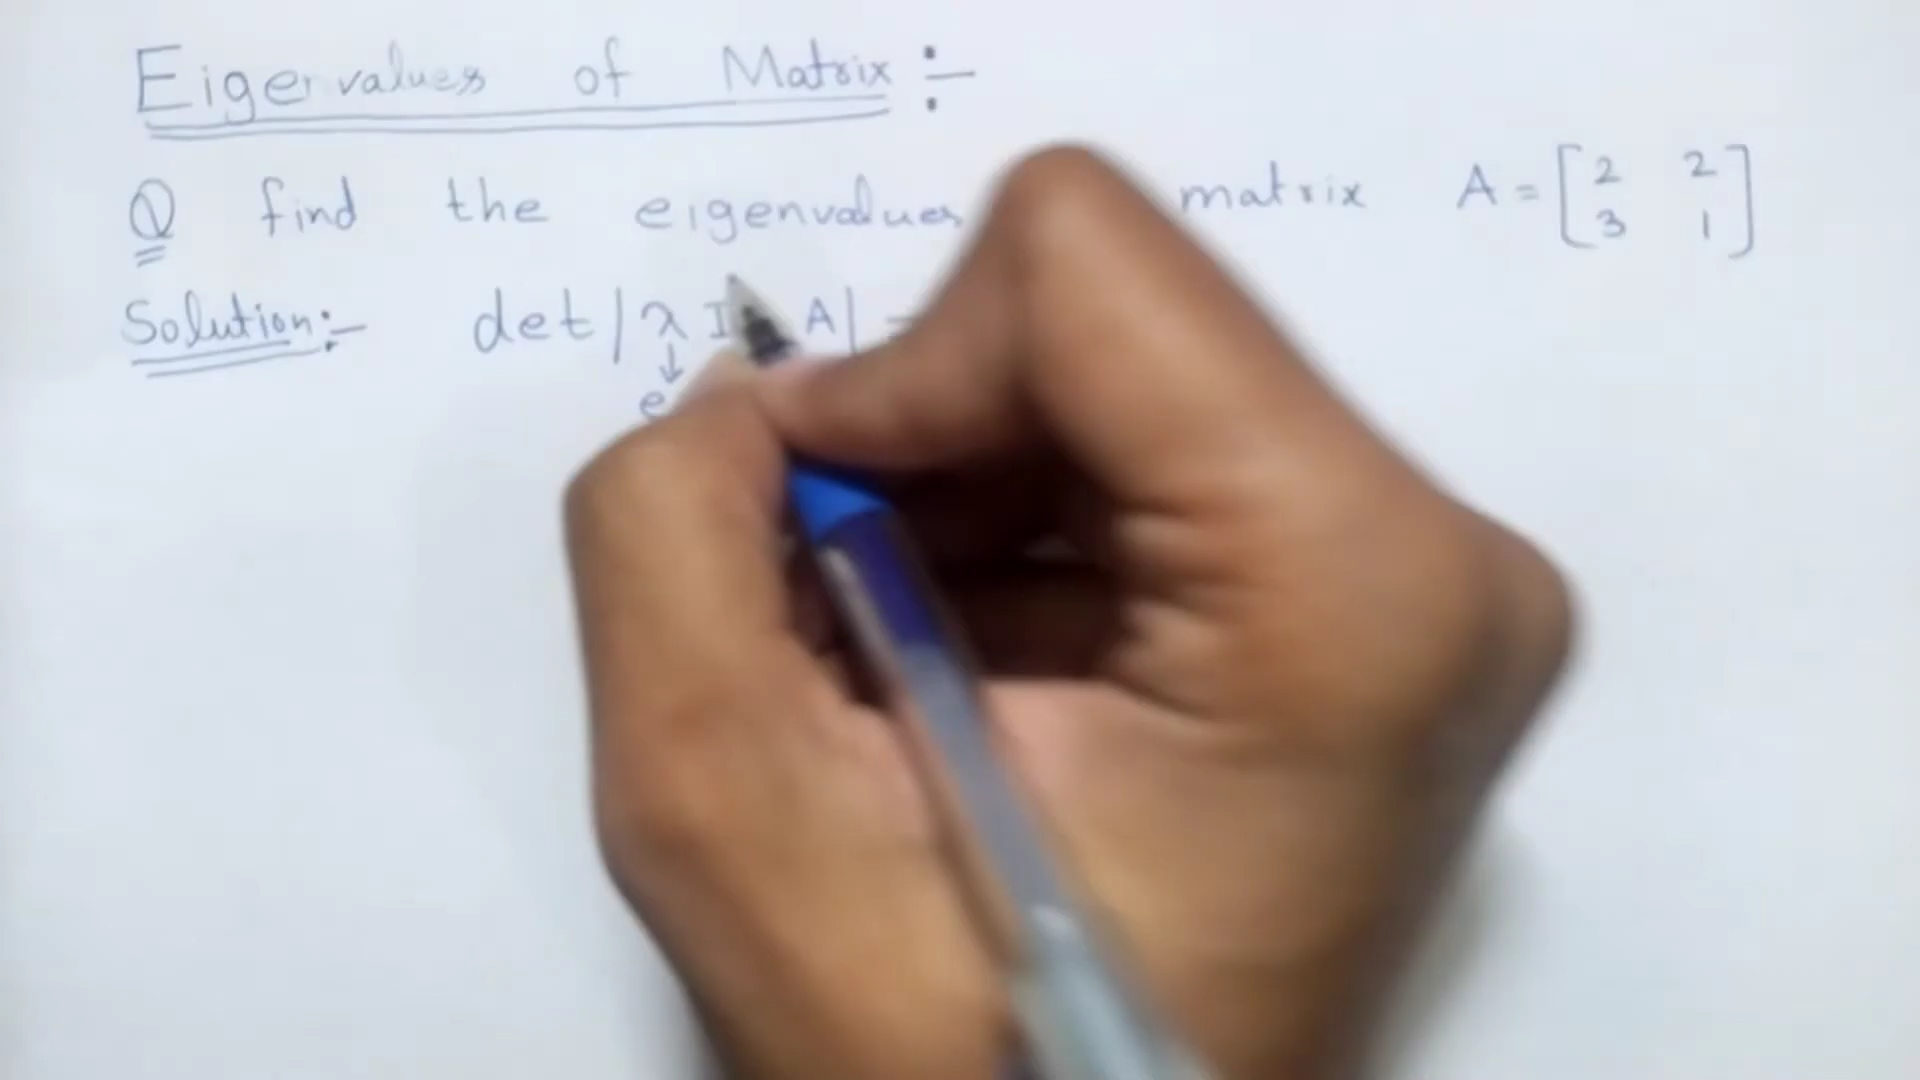 Eigenvalues of Matrix :-
Q find the eigenvalues matrix A = [2 2
3 1]
Solution:- det | λ I A | =
↓
e